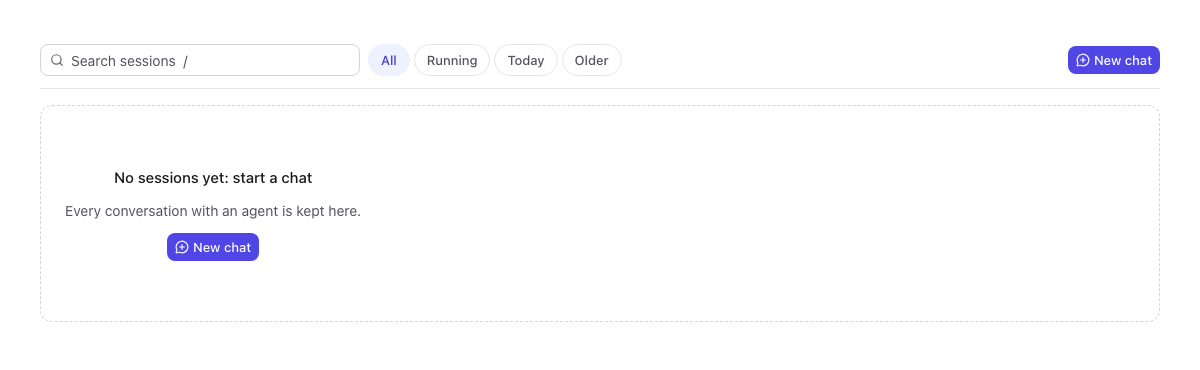 Search sessions /
All
Running
Today
Older
New chat
No sessions yet: start a chat
Every conversation with an agent is kept here.
New chat